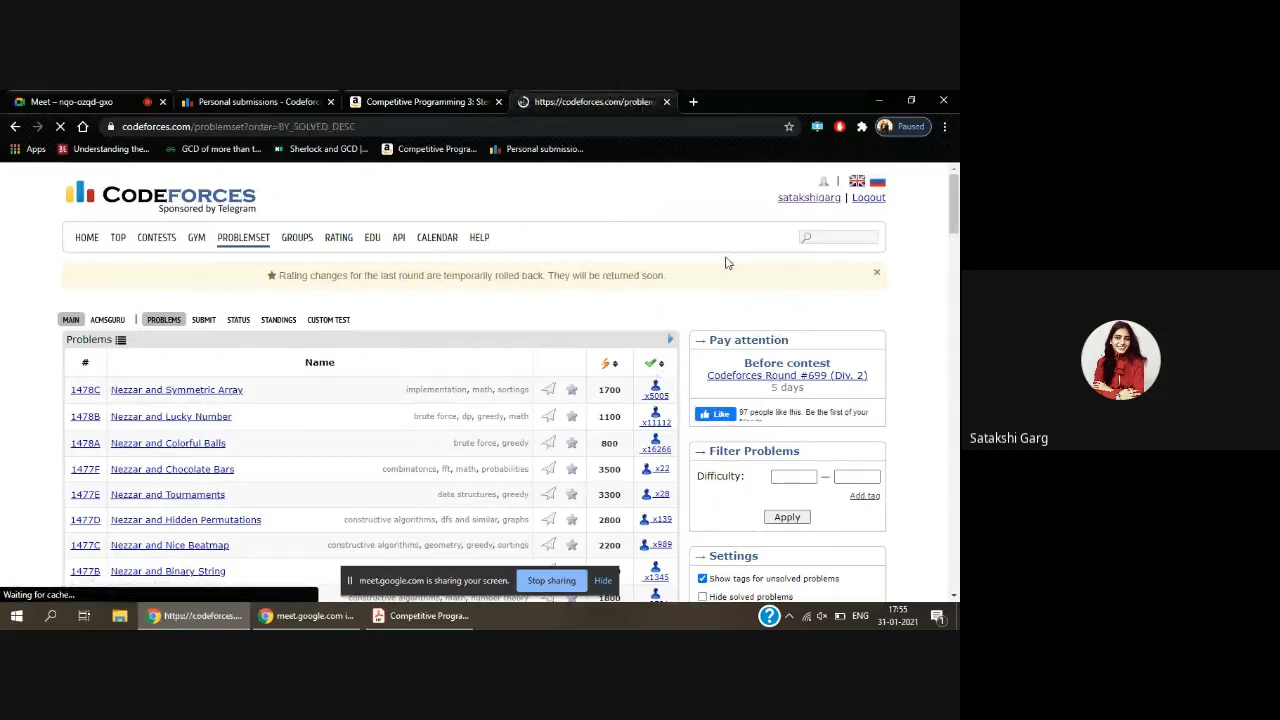 Meet – nqo-ozqd-gxo
Personal submissions - Codeforc
Competitive Programming 3: Ste
https://codeforces.com/problem
codeforces.com/problemset?order=BY_SOLVED_DESC
Paused
Apps
Understanding the...
GCD of more than t...
Sherlock and GCD |...
Competitive Progra...
Personal submissio...
CODEFORCES
Sponsored by Telegram
satakshigarg | Logout
HOME TOP CONTESTS GYM PROBLEMSET GROUPS RATING EDU API CALENDAR HELP
Rating changes for the last round are temporarily rolled back. They will be returned soon.
MAIN ACMSGURU | PROBLEMS SUBMIT STATUS STANDINGS CUSTOM TEST
Problems
# Name
1478C Nezzar and Symmetric Array implementation, math, sortings 1700 x5005
1478B Nezzar and Lucky Number brute force, dp, greedy, math 1100 x11112
1478A Nezzar and Colorful Balls brute force, greedy 800 x16266
1477F Nezzar and Chocolate Bars combinatorics, fft, math, probabilities 3500 x22
1477E Nezzar and Tournaments data structures, greedy 3300 x28
1477D Nezzar and Hidden Permutations constructive algorithms, dfs and similar, graphs 2800 x139
1477C Nezzar and Nice Beatmap constructive algorithms, geometry, greedy, sortings 2200 x989
1477B Nezzar and Binary String x1345
constructive algorithms, math, number theory 1800
→ Pay attention
Before contest
Codeforces Round #699 (Div. 2)
5 days
Like 97 people like this. Be the first of your
→ Filter Problems
Difficulty: —
Add tag
Apply
→ Settings
Show tags for unsolved problems
Hide solved problems
meet.google.com is sharing your screen. Stop sharing Hide
Waiting for cache...
https://codeforces....
meet.google.com i...
Competitive Progra...
ENG
17:55
31-01-2021
Satakshi Garg